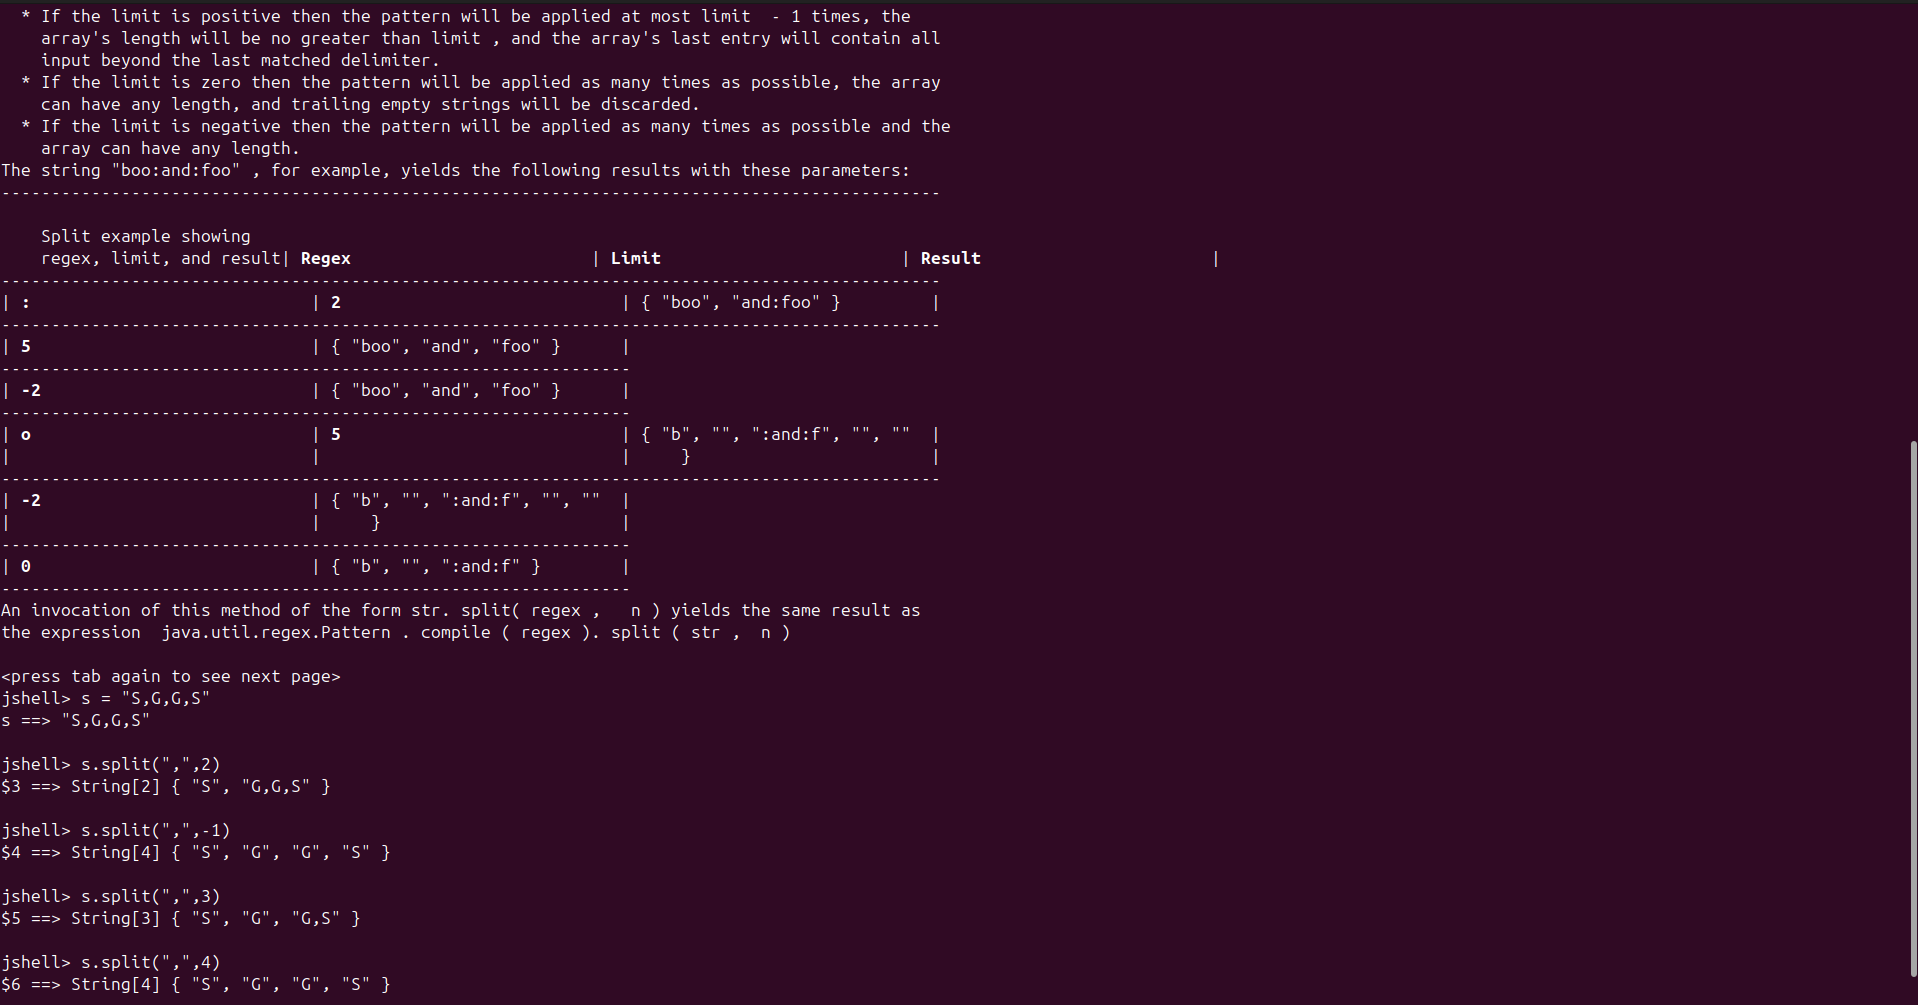 * If the limit is positive then the pattern will be applied at most limit  - 1 times, the
array's length will be no greater than limit , and the array's last entry will contain all
input beyond the last matched delimiter.
* If the limit is zero then the pattern will be applied as many times as possible, the array
can have any length, and trailing empty strings will be discarded.
* If the limit is negative then the pattern will be applied as many times as possible and the
array can have any length.
The string "boo:and:foo" , for example, yields the following results with these parameters:
----------------------------------------------------------------------------------------------
Split example showing
regex, limit, and result| Regex                        | Limit                        | Result                       |
----------------------------------------------------------------------------------------------
| :                            | 2                            | { "boo", "and:foo" }         |
----------------------------------------------------------------------------------------------
| 5                            | { "boo", "and", "foo" }      |
---------------------------------------------------------------
| -2                           | { "boo", "and", "foo" }      |
---------------------------------------------------------------
| o                            | 5                            | { "b", "", ":and:f", "", ""  |
|                              |                              |     }                        |
----------------------------------------------------------------------------------------------
| -2                           | { "b", "", ":and:f", "", ""  |
|                              |     }                        |
---------------------------------------------------------------
| 0                            | { "b", "", ":and:f" }        |
---------------------------------------------------------------
An invocation of this method of the form str. split( regex ,   n ) yields the same result as
the expression  java.util.regex.Pattern . compile ( regex ). split ( str ,  n )
<press tab again to see next page>
jshell> s = "S,G,G,S"
s ==> "S,G,G,S"
jshell> s.split(",",2)
$3 ==> String[2] { "S", "G,G,S" }
jshell> s.split(",",-1)
$4 ==> String[4] { "S", "G", "G", "S" }
jshell> s.split(",",3)
$5 ==> String[3] { "S", "G", "G,S" }
jshell> s.split(",",4)
$6 ==> String[4] { "S", "G", "G", "S" }